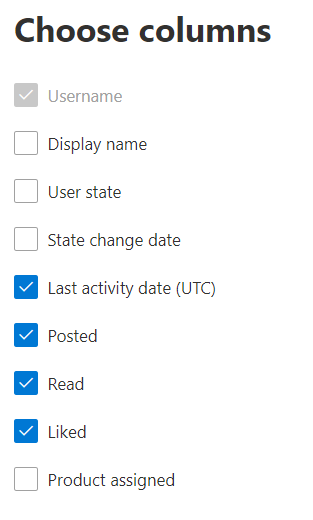 Choose columns
Username
Display name
User state
State change date
Last activity date (UTC)
Posted
Read
Liked
Product assigned